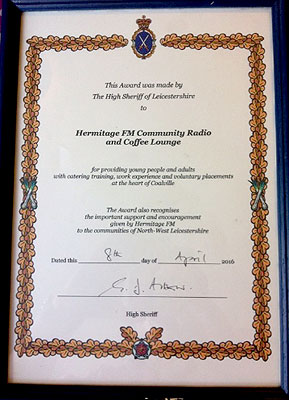 This Award was made by
The High Sheriff of Leicestershire
to
Hermitage FM Community Radio
and Coffee Lounge
for providing young people and adults
with catering training, work experience and voluntary placements
at the heart of Coalville
The Award also recognises
the important support and encouragement
given by Hermitage FM
to the communities of North-West Leicestershire
Dated this 8th day of April 2016
High Sheriff